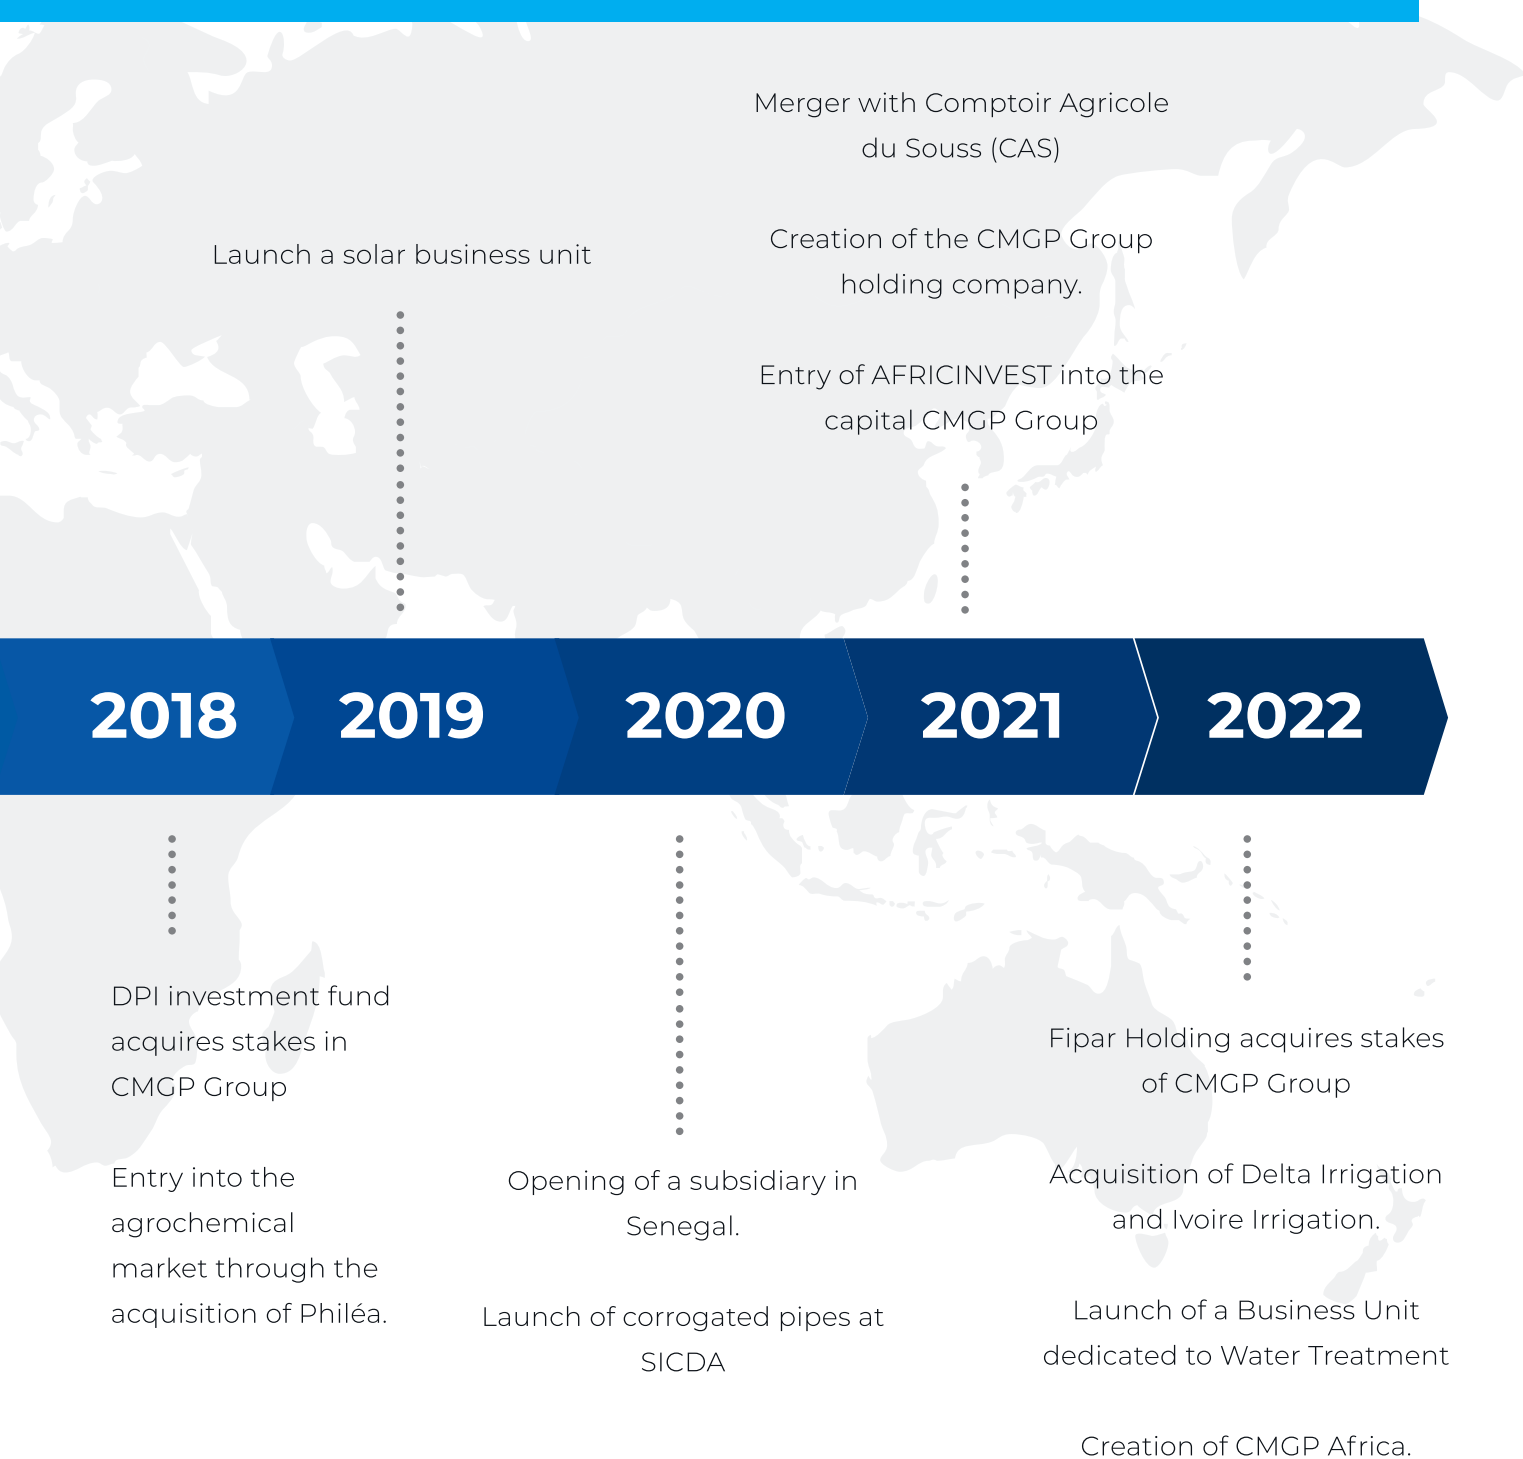 Merger with Comptoir Agricole
du Souss (CAS)
Creation of the CMGP Group
holding company.
Entry of AFRICINVEST into the
capital CMGP Group
Launch a solar business unit
2018
2019
2020
2021
2022
DPI investment fund
acquires stakes in
CMGP Group
Entry into the
agrochemical
market through the
acquisition of Philéa.
Opening of a subsidiary in
Senegal.
Launch of corrogated pipes at
SICDA
Fipar Holding acquires stakes
of CMGP Group
Acquisition of Delta Irrigation
and Ivoire Irrigation.
Launch of a Business Unit
dedicated to Water Treatment
Creation of CMGP Africa.